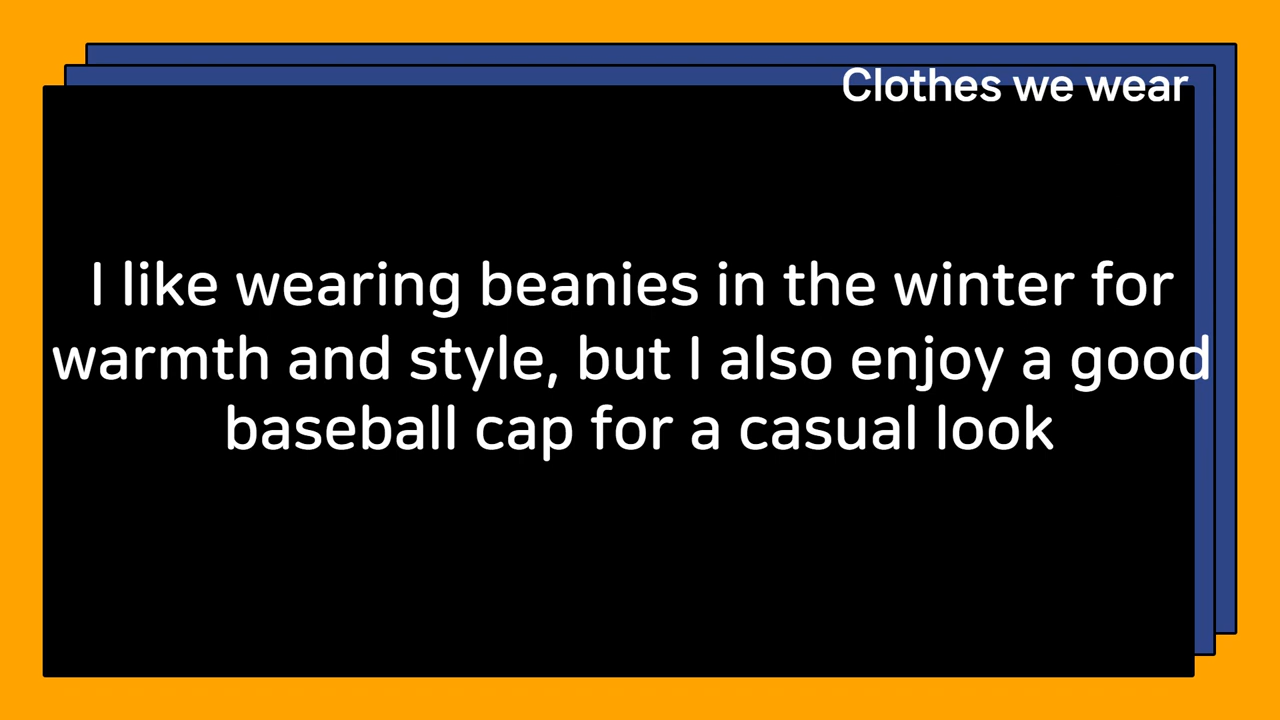 Clothes we wear
I like wearing beanies in the winter for
warmth and style, but I also enjoy a good
baseball cap for a casual look